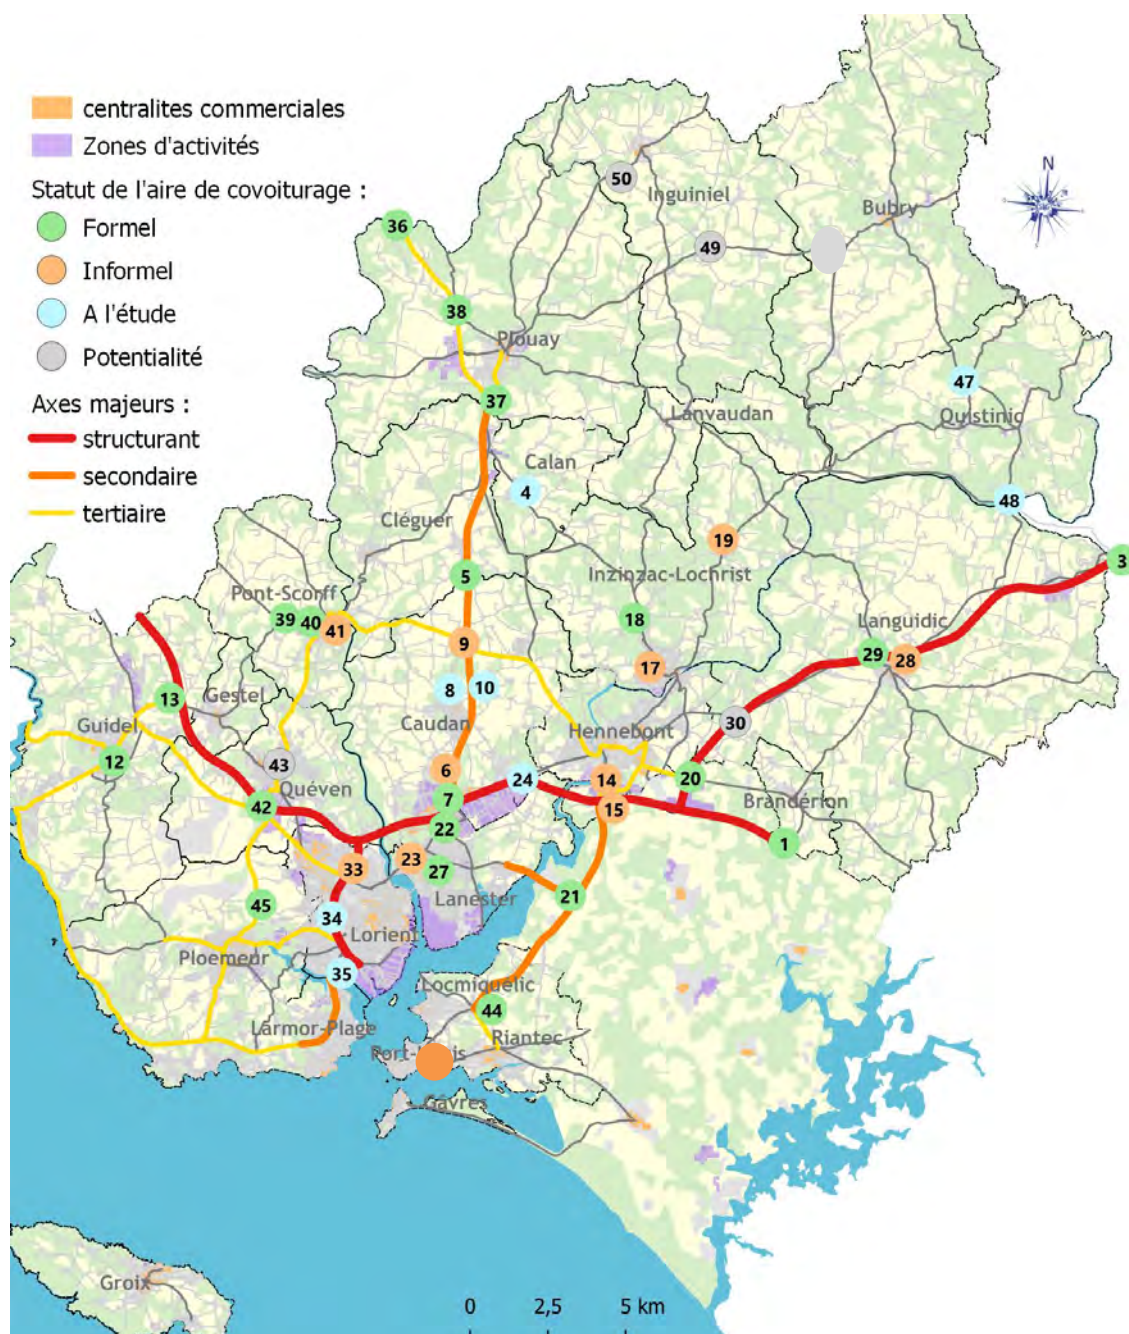 centralites commerciales
Zones d'activités
Statut de l'aire de covoiturage :
Formel
Informel
A l'étude
Potentialité
Axes majeurs :
structurant
secondaire
tertiaire
N
50
Inguiniel
Bubry
36
49
38
Plouay
37
47
Lanvaudan
Quistinic
Calan
4
48
Cléguer
19
5
3
Inzinzac-Lochrist
Pont-Scorff
39
40
41
18
Languidic
9
29
28
17
13
Gestel
8
10
Guidel
Caudan
30
Hennebont
12
43
6
24
14
20
Quéven
7
15
Brandérion
42
22
1
33
23
27
21
45
34
Lanester
Lorient
Ploemeur
35
Locmiquelic
44
Larmor-Plage
Riantec
Gâvres
Groix
0 2,5 5 km